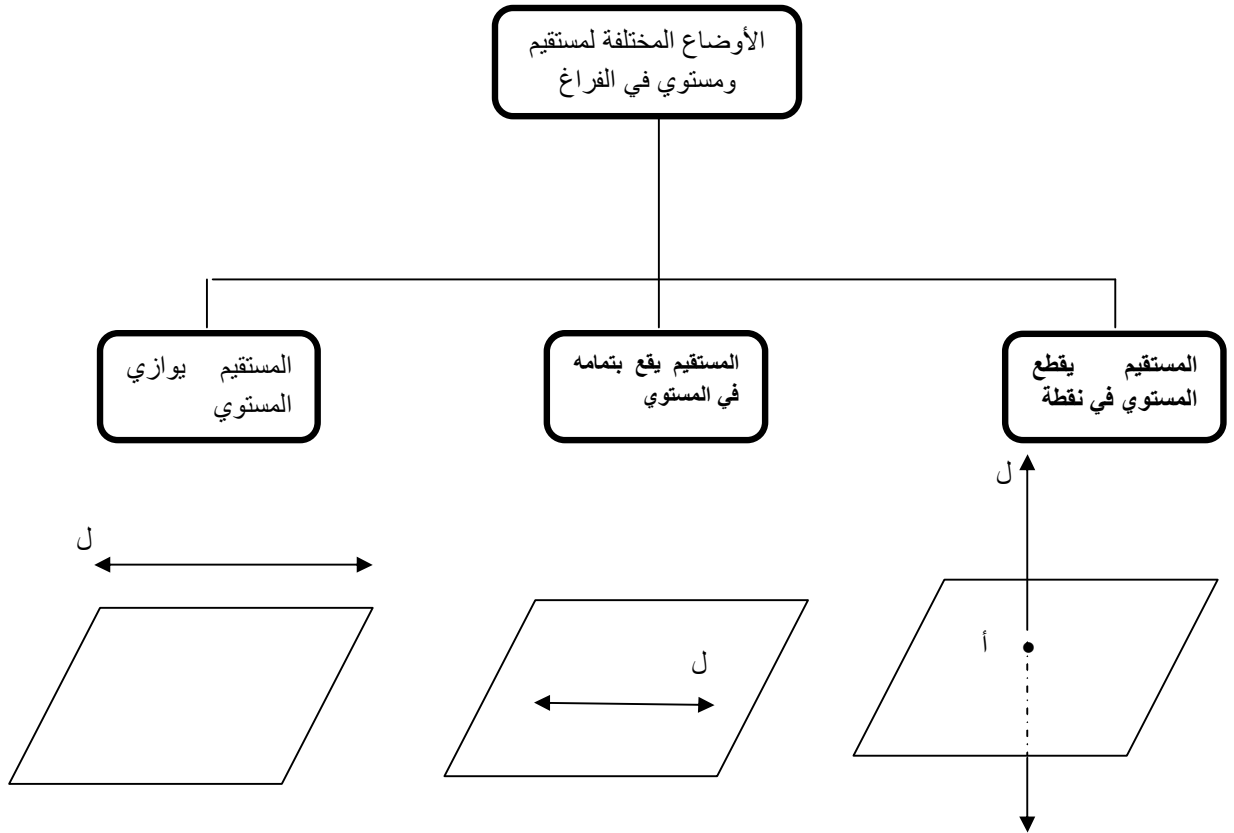 الأوضاع المختلفة لمستقيم
ومستوي في الفراغ
المستقيم يقطع
المستوي في نقطة
المستقيم يقع بتمامه
في المستوي
المستقيم يوازي
المستوي
ل
أ
ل
ل